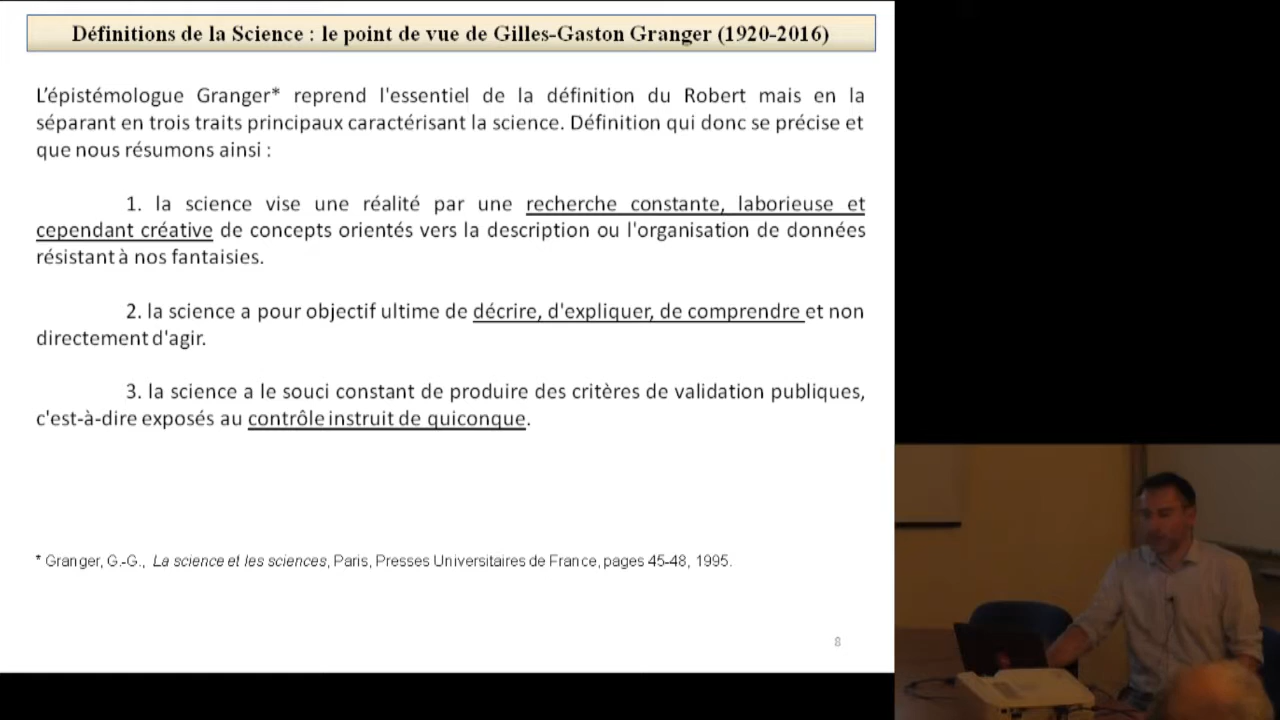 Définitions de la Science : le point de vue de Gilles-Gaston Granger (1920-2016)
L'épistémologue Granger* reprend l'essentiel de la définition du Robert mais en la
séparant en trois traits principaux caractérisant la science. Définition qui donc se précise et
que nous résumons ainsi :
1. la science vise une réalité par une recherche constante, laborieuse et
cependant créative de concepts orientés vers la description ou l'organisation de données
résistant à nos fantaisies.
2. la science a pour objectif ultime de décrire, d'expliquer, de comprendre et non
directement d'agir.
3. la science a le souci constant de produire des critères de validation publiques,
c'est-à-dire exposés au contrôle instruit de quiconque.
* Granger, G.-G., La science et les sciences, Paris, Presses Universitaires de France, pages 45-48, 1995.
8